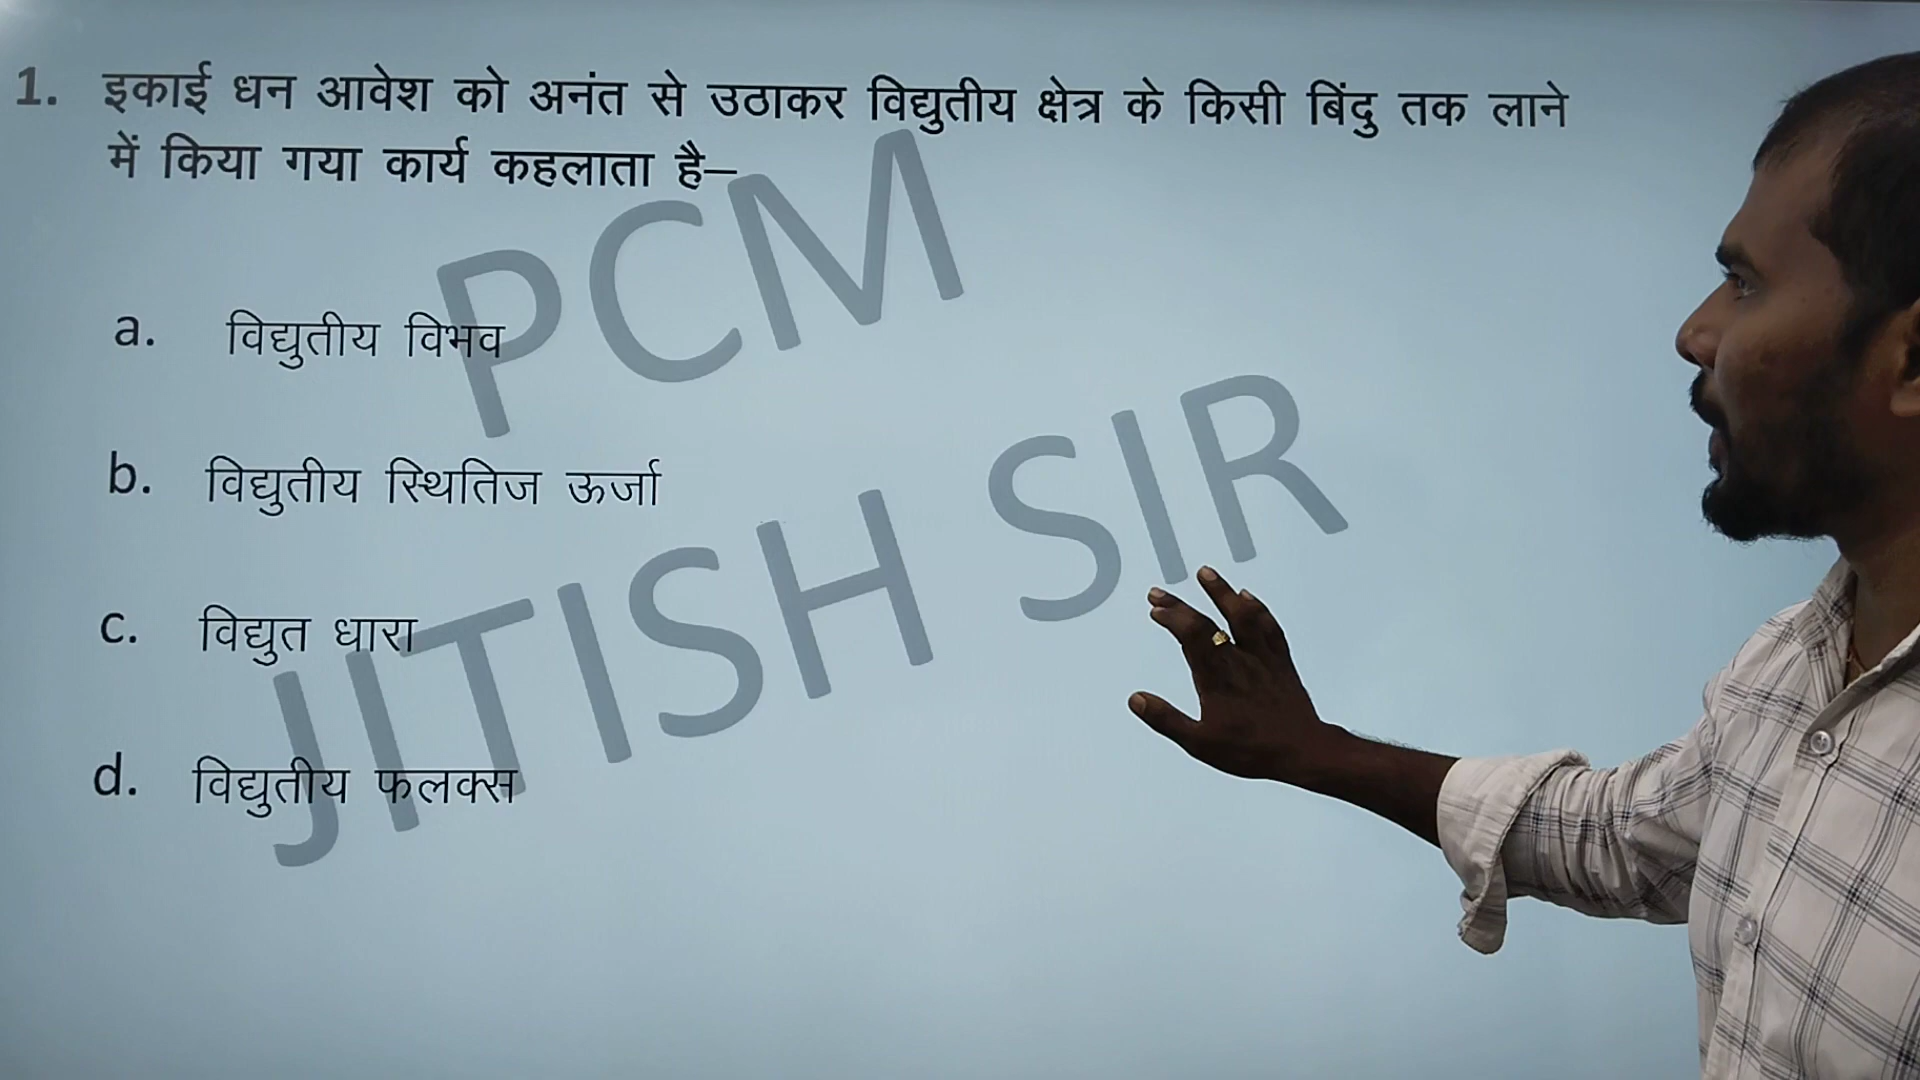 1. इकाई धन आवेश को अनंत से उठाकर विद्युतीय क्षेत्र के किसी बिंदु तक लाने
में किया गया कार्य कहलाता है–
PCM
a. विद्युतीय विभव
b. विद्युतीय स्थितिज ऊर्जा
JITISH SIR
c. विद्युत धारा
d. विद्युतीय फलक्स